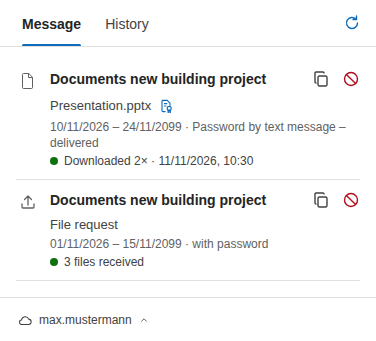 Message History
Documents new building project
Presentation.pptx
10/11/2026 – 24/11/2099 · Password by text message –
delivered
Downloaded 2× · 11/11/2026, 10:30
Documents new building project
File request
01/11/2026 – 15/11/2099 · with password
3 files received
max.mustermann